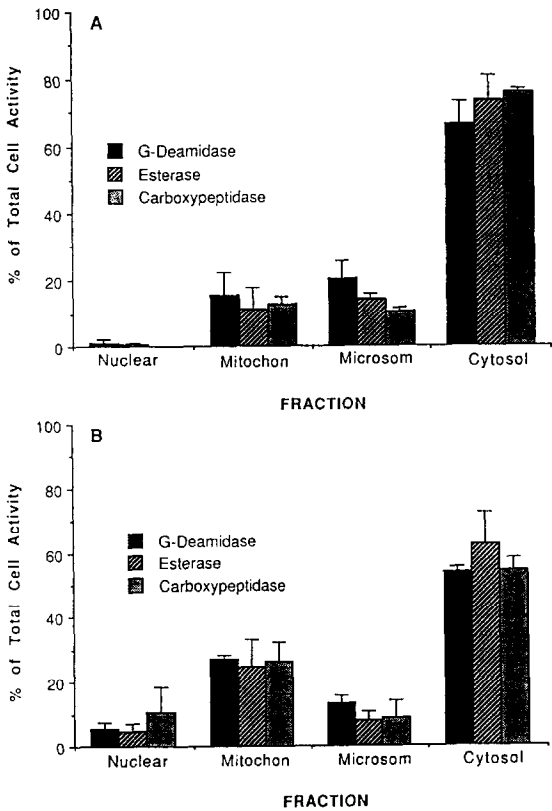 A
% of Total Cell Activity
100
80
60
40
20
0
G-Deamidase
Esterase
Carboxypeptidase
Nuclear Mitochon Microsom Cytosol
FRACTION
B
% of Total Cell Activity
100
80
60
40
20
0
G-Deamidase
Esterase
Carboxypeptidase
Nuclear Mitochon Microsom Cytosol
FRACTION